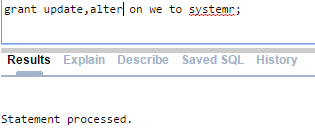 grant update,alter on we to systemr;
Results Explain Describe Saved SQL History
Statement processed.